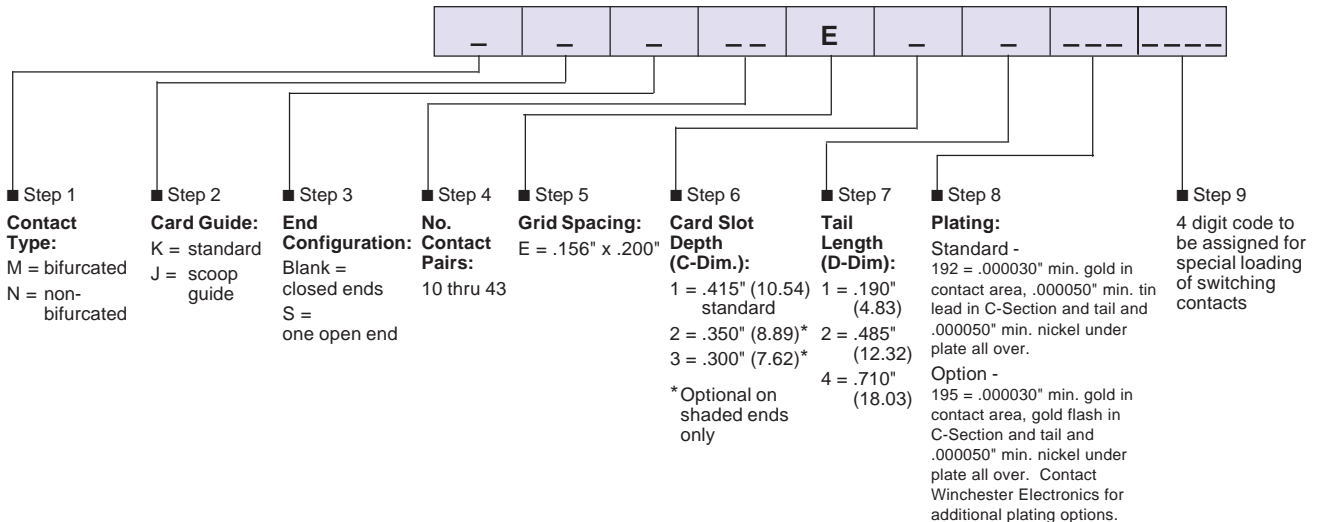 _ _ _ _ _ E _ _ _ _ _ _ _ _ _
■ Step 1
Contact
Type:
M = bifurcated
N = non-
bifurcated
■ Step 2
Card Guide:
K = standard
J = scoop
guide
■ Step 3
End
Configuration:
Blank =
closed ends
S =
one open end
■ Step 4
No.
Contact
Pairs:
10 thru 43
■ Step 5
Grid Spacing:
E = .156" x .200"
■ Step 6
Card Slot
Depth
(C-Dim.):
1 = .415" (10.54)
standard
2 = .350" (8.89)*
3 = .300" (7.62)*
*Optional on
shaded ends
only
■ Step 7
Tail
Length
(D-Dim):
1 = .190"
(4.83)
2 = .485"
(12.32)
4 = .710"
(18.03)
■ Step 8
Plating:
Standard -
192 = .000030" min. gold in
contact area, .000050" min. tin
lead in C-Section and tail and
.000050" min. nickel under
plate all over.
Option -
195 = .000030" min. gold in
contact area, gold flash in
C-Section and tail and
.000050" min. nickel under
plate all over. Contact
Winchester Electronics for
additional plating options.
■ Step 9
4 digit code to
be assigned for
special loading
of switching
contacts